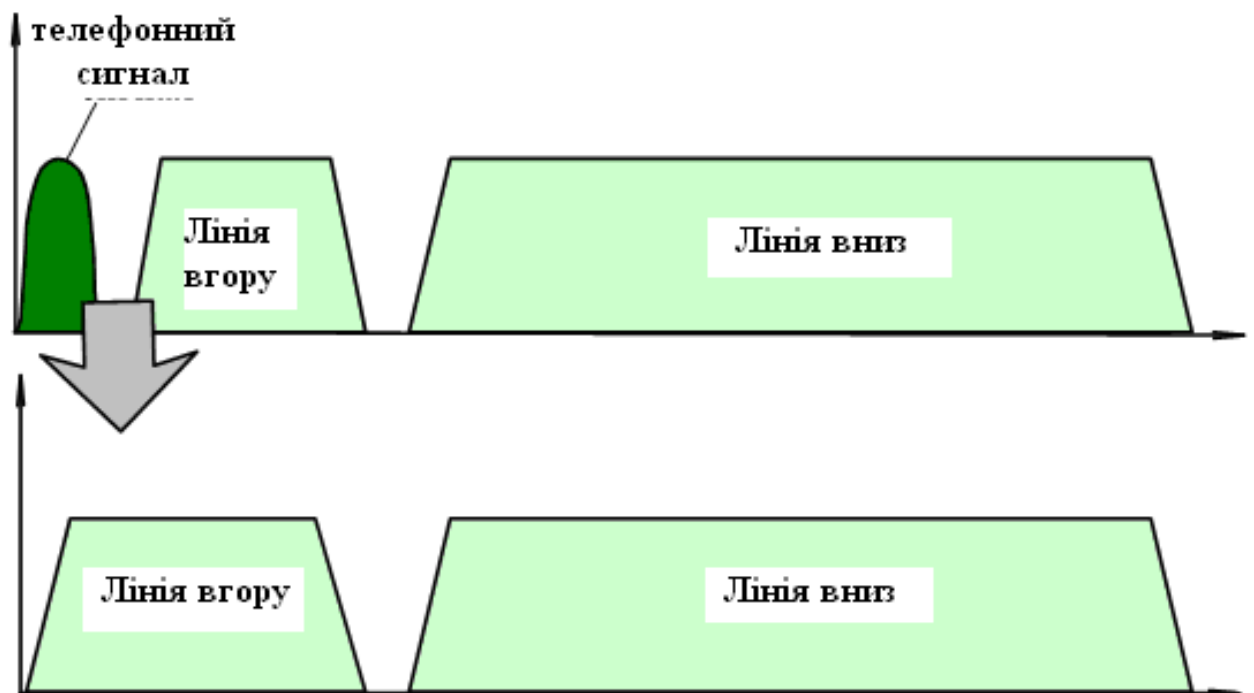 телефонний
сигнал
Лінія
вгору
Лінія вниз
Лінія вгору
Лінія вниз